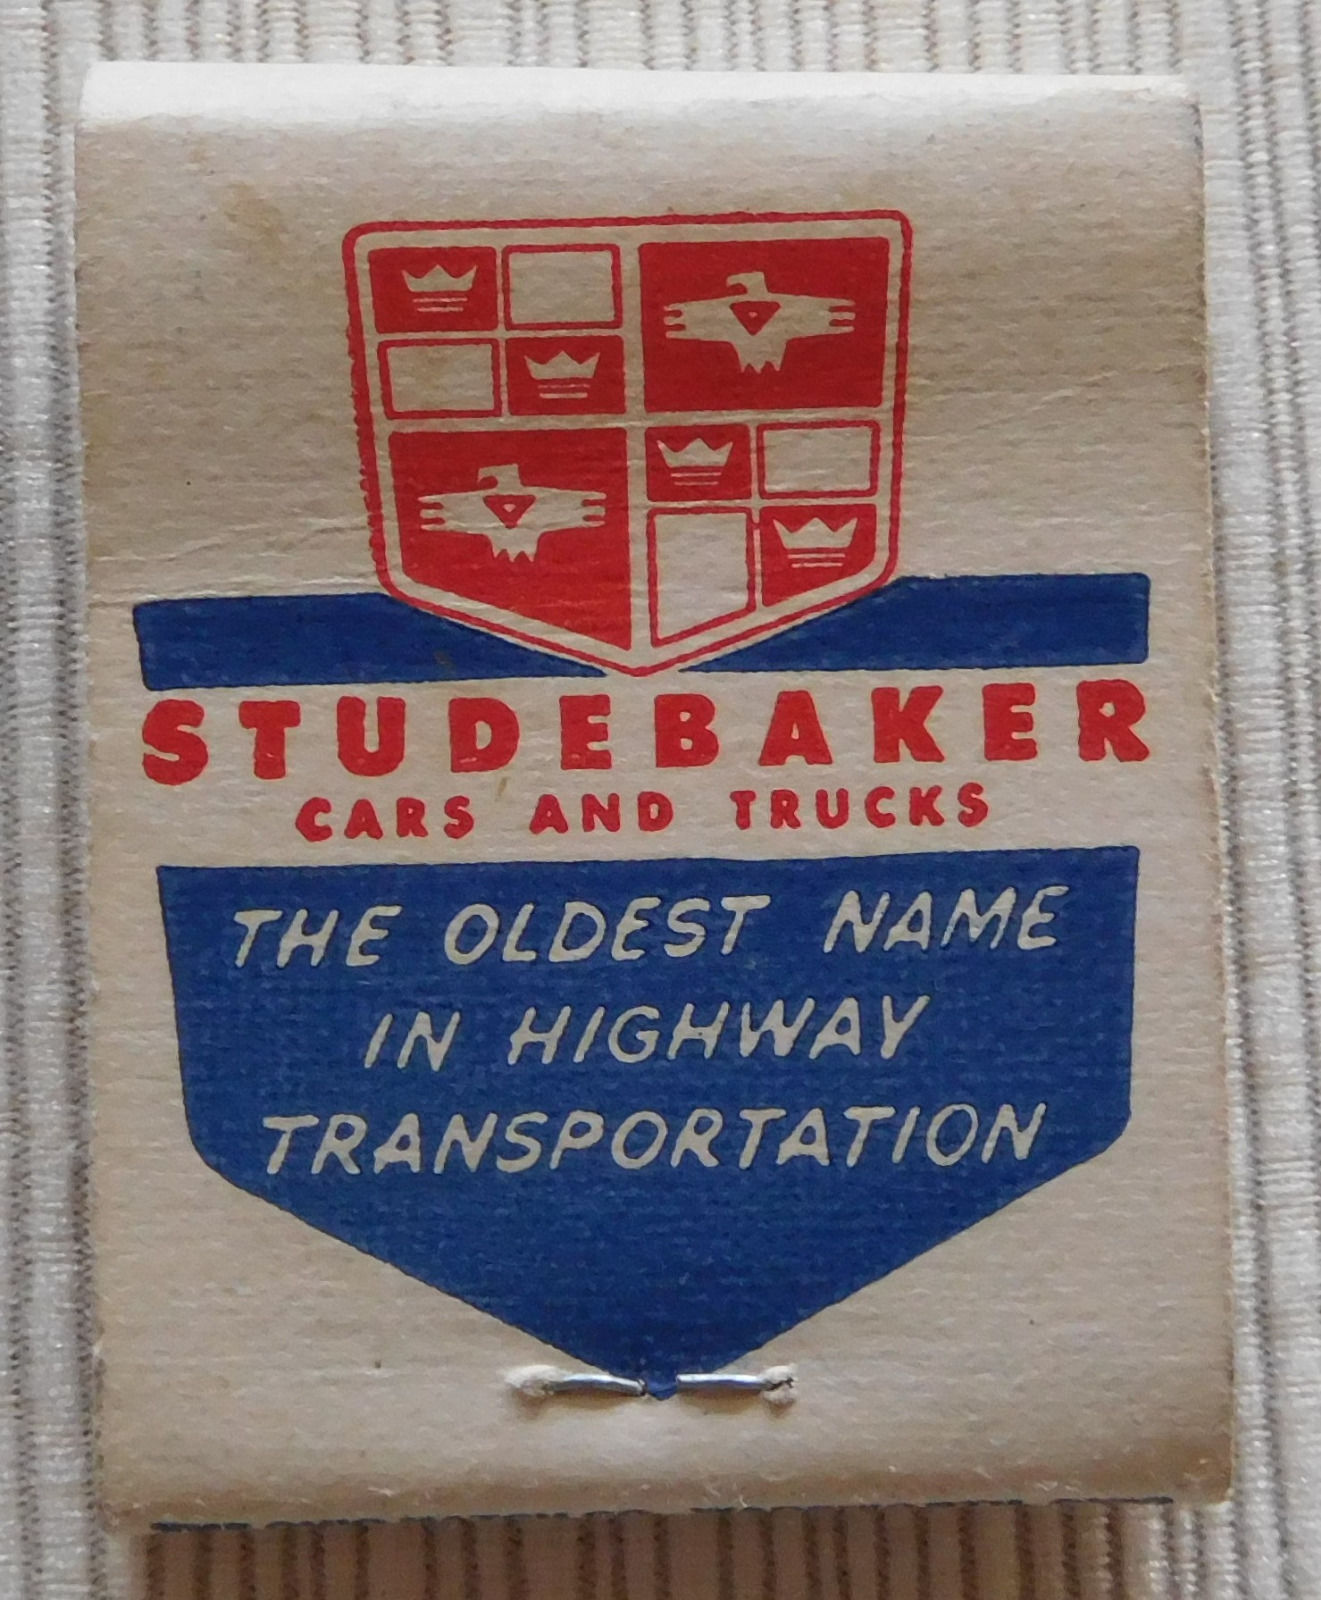 STUDEBAKER
CARS AND TRUCKS
THE OLDEST NAME
IN HIGHWAY
TRANSPORTATION